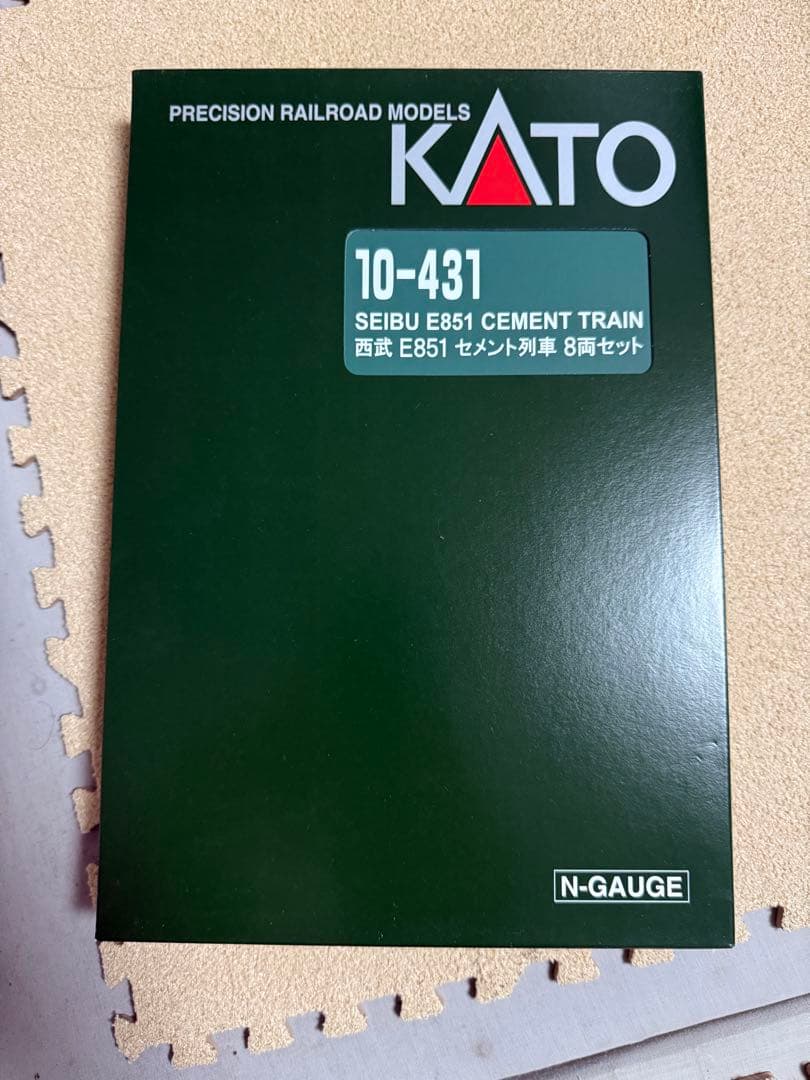 PRECISION RAILROAD MODELS
KATO
10-431
SEIBU E851 CEMENT TRAIN
西武 E851 セメント列車 8両セット
N-GAUGE